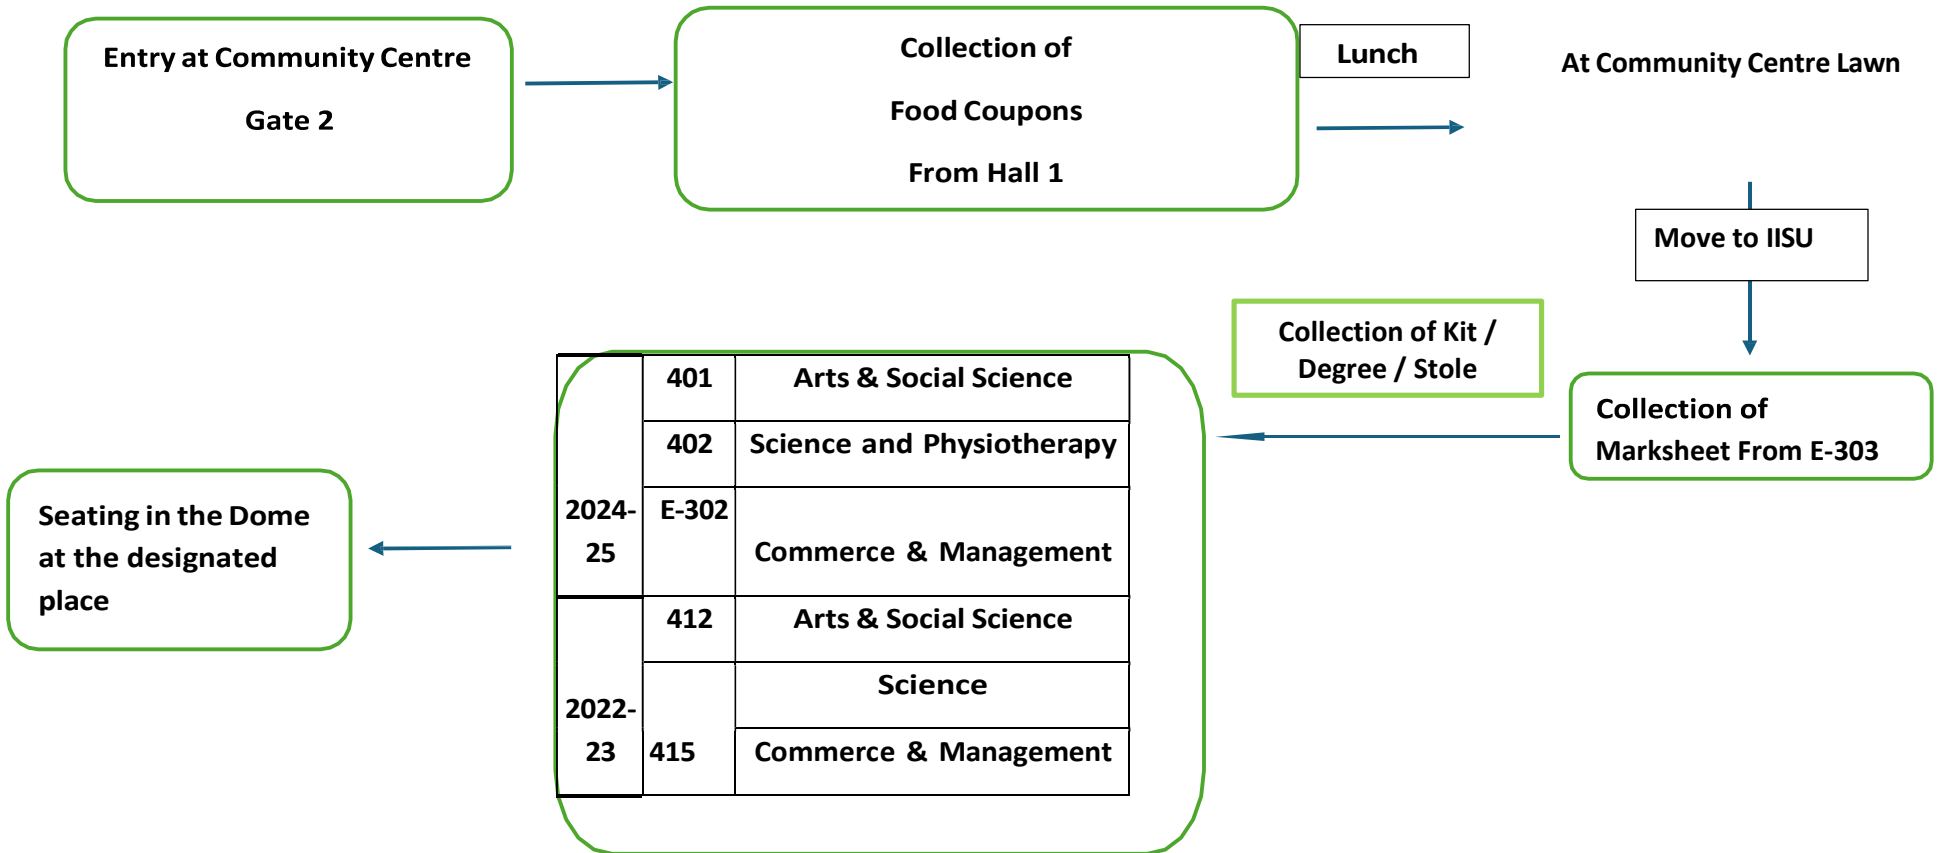 Entry at Community Centre
Gate 2
Collection of
Food Coupons
From Hall 1
Lunch
At Community Centre Lawn
Move to IISU
Collection of Marksheet From E-303
Collection of Kit /
Degree / Stole
2024-25
401 Arts & Social Science
402 Science and Physiotherapy
E-302 Commerce & Management
2022-23
412 Arts & Social Science
Science
415 Commerce & Management
Seating in the Dome
at the designated
place